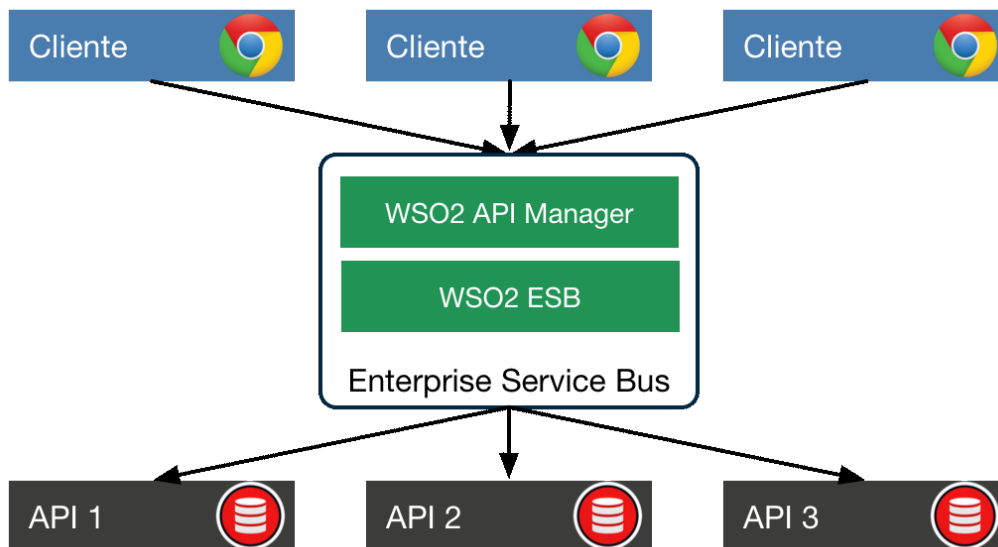 Cliente
Cliente
Cliente
WSO2 API Manager
WSO2 ESB
Enterprise Service Bus
API 1
API 2
API 3